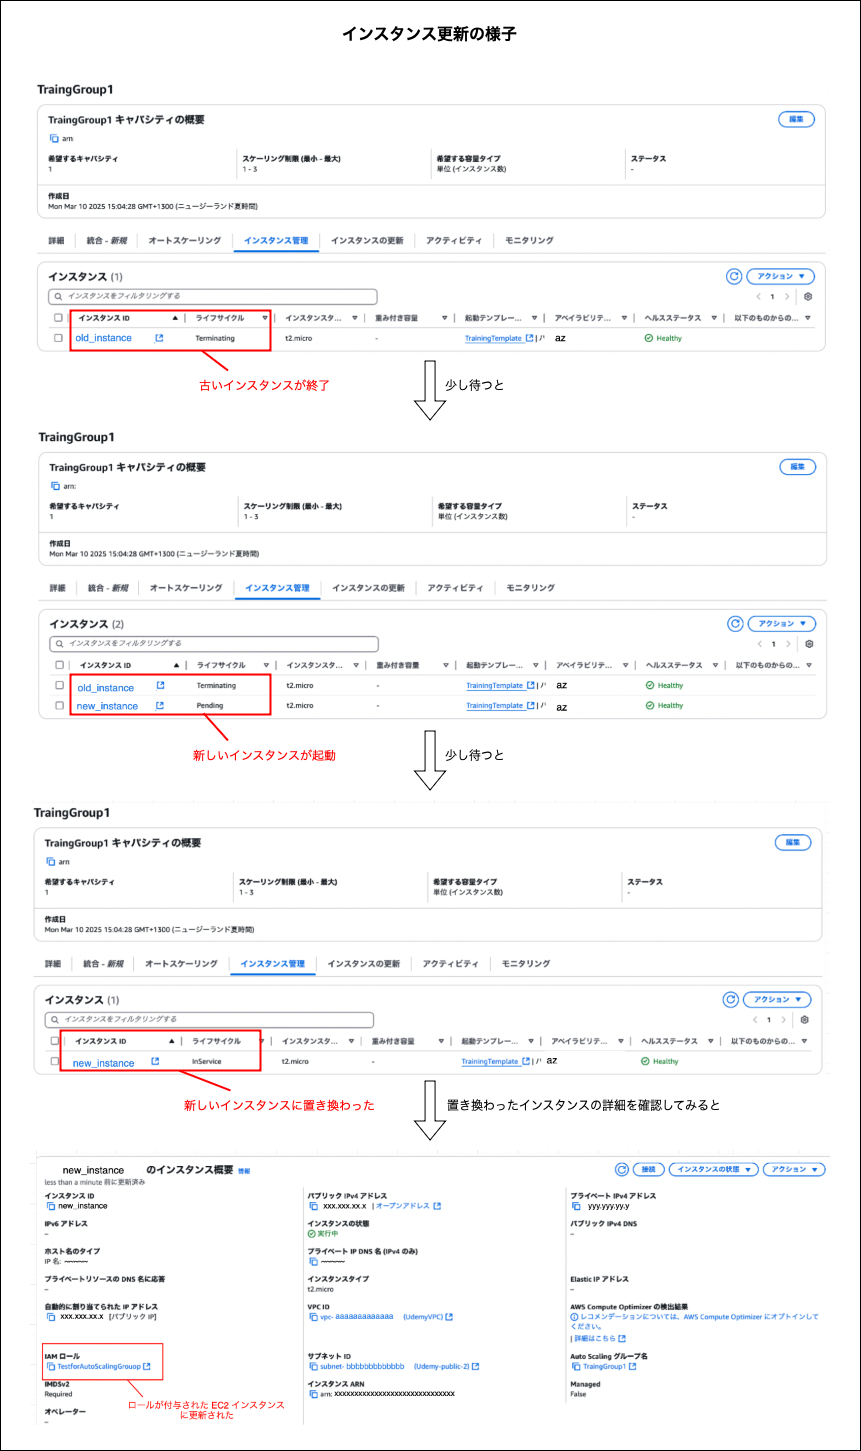 インスタンス更新の様子
TraingGroup1
TraingGroup1 キャパシティの概要
編集
arn
希望するキャパシティ
1
スケーリング制限 (最小 - 最大)
1 - 3
希望する容量タイプ
単位 (インスタンス数)
ステータス
-
作成日
Mon Mar 10 2025 15:04:28 GMT+1300 (ニュージーランド夏時間)
詳細 統合 - 新規 オートスケーリング インスタンス管理 インスタンスの更新 アクティビティ モニタリング
インスタンス (1)
アクション
インスタンスをフィルタリングする
1
インスタンス ID ライフサイクル インスタンスタ... 重み付き容量 起動テンプレー... アベイラビリテ... ヘルスステータス 以下のものからの...
old_instance Terminating t2.micro - TrainingTemplate | バ az Healthy
古いインスタンスが終了
少し待つと
TraingGroup1
TraingGroup1 キャパシティの概要
編集
arn:
希望するキャパシティ
1
スケーリング制限 (最小 - 最大)
1 - 3
希望する容量タイプ
単位 (インスタンス数)
ステータス
-
作成日
Mon Mar 10 2025 15:04:28 GMT+1300 (ニュージーランド夏時間)
詳細 統合 - 新規 オートスケーリング インスタンス管理 インスタンスの更新 アクティビティ モニタリング
インスタンス (2)
アクション
インスタンスをフィルタリングする
1
インスタンス ID ライフサイクル インスタンスタ... 重み付き容量 起動テンプレー... アベイラビリテ... ヘルスステータス 以下のものからの...
old_instance Terminating t2.micro - TrainingTemplate | バ az Healthy
new_instance Pending t2.micro - TrainingTemplate | バ az Healthy
新しいインスタンスが起動
少し待つと
TraingGroup1
TraingGroup1 キャパシティの概要
編集
arn
希望するキャパシティ
1
スケーリング制限 (最小 - 最大)
1 - 3
希望する容量タイプ
単位 (インスタンス数)
ステータス
-
作成日
Mon Mar 10 2025 15:04:28 GMT+1300 (ニュージーランド夏時間)
詳細 統合 - 新規 オートスケーリング インスタンス管理 インスタンスの更新 アクティビティ モニタリング
インスタンス (1)
アクション
インスタンスをフィルタリングする
1
インスタンス ID ライフサイクル インスタンスタ... 重み付き容量 起動テンプレー... アベイラビリテ... ヘルスステータス 以下のものからの...
new_instance InService t2.micro - TrainingTemplate | バ az Healthy
新しいインスタンスに置き換わった
置き換わったインスタンスの詳細を確認してみると
new_instance のインスタンス概要 情報
接続 インスタンスの状態 アクション
less than a minute 前に更新済み
インスタンス ID
new_instance
パブリック IPv4 アドレス
xxx.xxx.xx.x | オープンアドレス
プライベート IPv4 アドレス
yyy.yyy.yy.y
IPv6 アドレス
–
インスタンスの状態
実行中
パブリック IPv4 DNS
–
ホスト名のタイプ
IP 名: ~~~~~
プライベート IP DNS 名 (IPv4 のみ)
~~~~~
プライベートリソースの DNS 名に応答
–
インスタンスタイプ
t2.micro
Elastic IP アドレス
–
自動的に割り当てられた IP アドレス
xxx.xxx.xx.x [パブリック IP]
VPC ID
vpc- aaaaaaaaaaaaa (UdemyVPC)
AWS Compute Optimizer の検出結果
レコメンデーションについては、AWS Compute Optimizer にオプトインして
ください。
| 詳細はこちら
IAM ロール
TestforAutoScalingGrouop
サブネット ID
subnet- bbbbbbbbbbbbb (Udemy-public-2)
Auto Scaling グループ名
TraingGroup1
IMDSv2
Required
インスタンス ARN
arn: xxxxxxxxxxxxxxxxxxxxxxxxxxxxxx
Managed
False
ロールが付与された EC2 インスタンス
に更新された
オペレーター
–